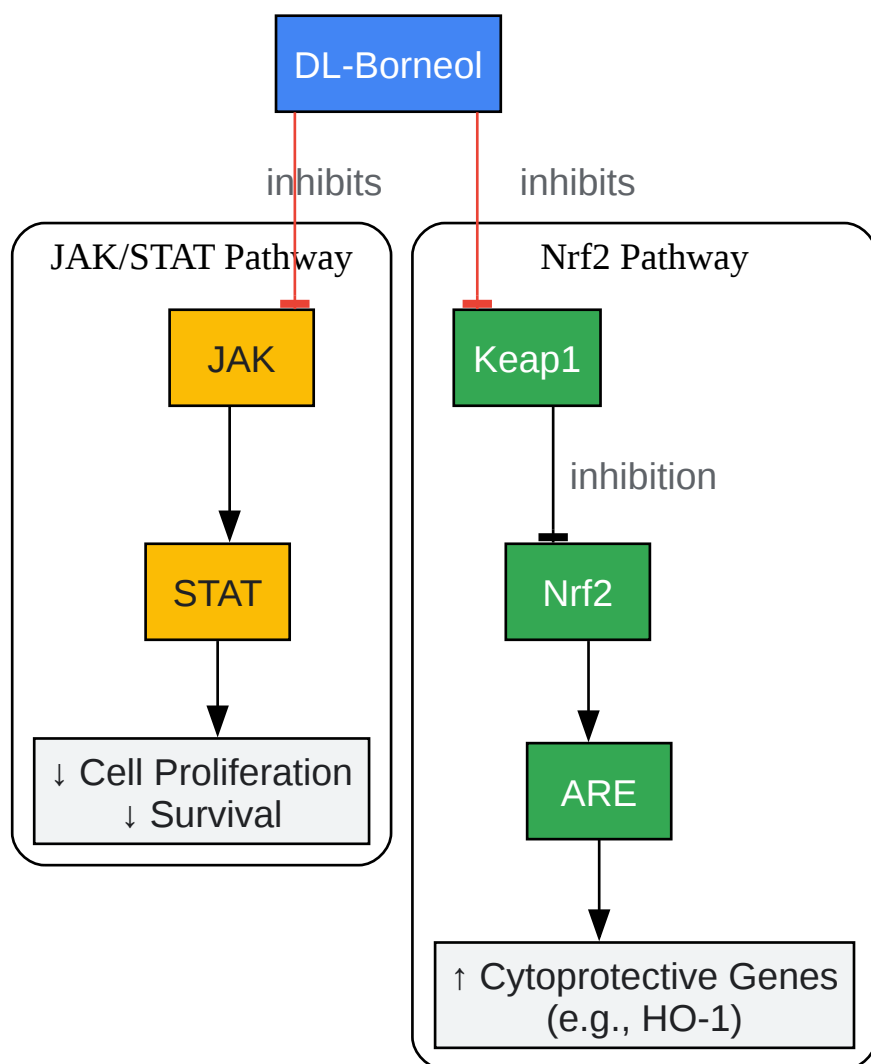 DL-Borneol
inhibits
inhibits
JAK/STAT Pathway
JAK
STAT
↓ Cell Proliferation
↓ Survival
Nrf2 Pathway
Keap1
inhibition
Nrf2
ARE
↑ Cytoprotective Genes
(e.g., HO-1)